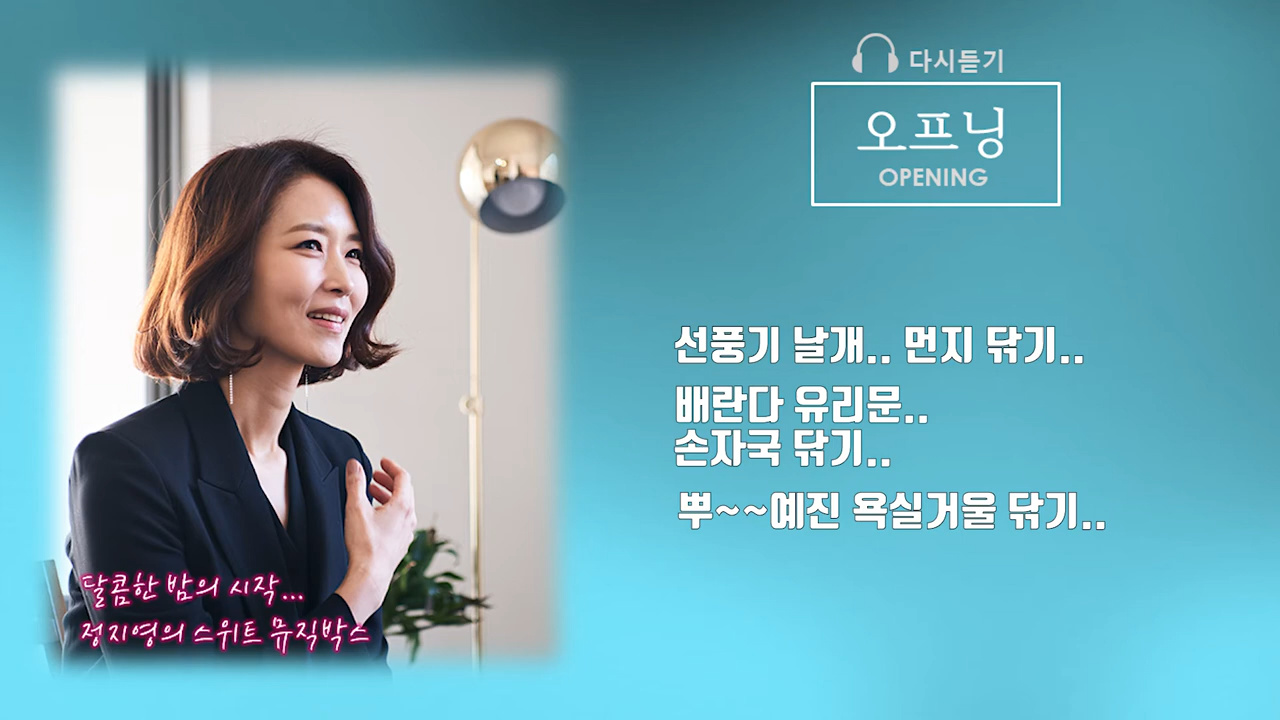 다시듣기
오프닝
OPENING
선풍기 날개.. 먼지 닦기..
배란다 유리문..
손자국 닦기..
뿌~~예진 욕실거울 닦기..
달콤한 밤의 시작...
정지영의 스위트 뮤직박스